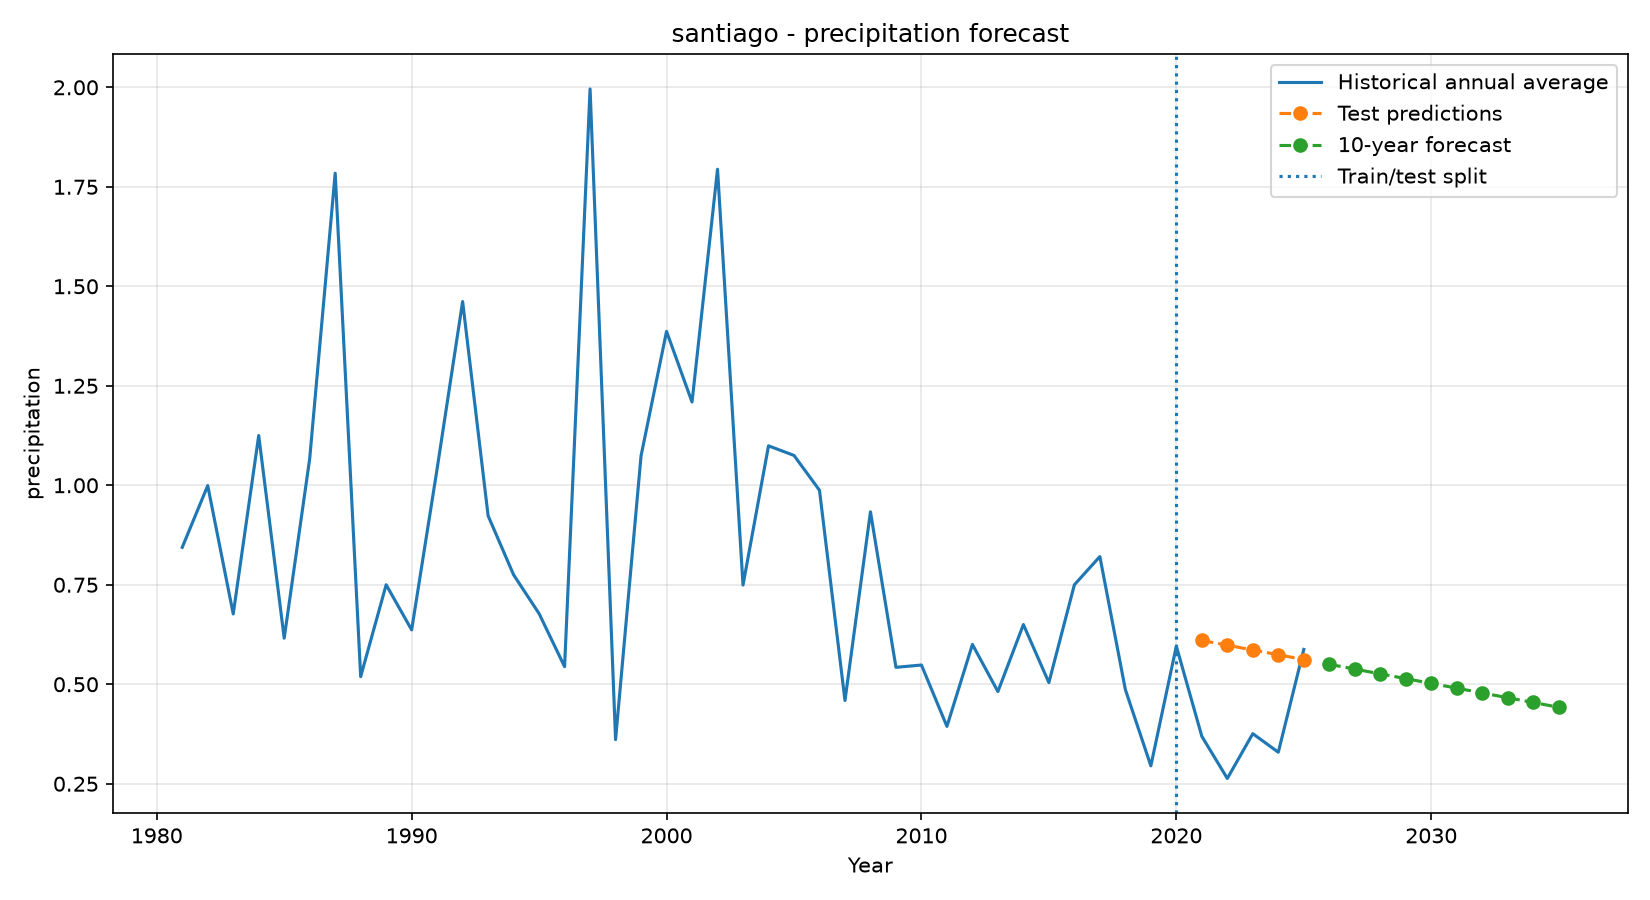 santiago - precipitation forecast
Historical annual average
Test predictions
10-year forecast
Train/test split
precipitation
2.00
1.75
1.50
1.25
1.00
0.75
0.50
0.25
1980
1990
2000
2010
2020
2030
Year